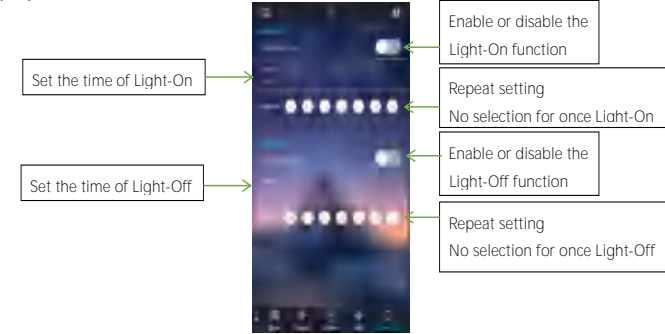 Enable or disable the
Light-On function
Set the time of Light-On
Repeat setting
No selection for once Light-On
Enable or disable the
Light-Off function
Set the time of Light-Off
Repeat setting
No selection for once Light-Off